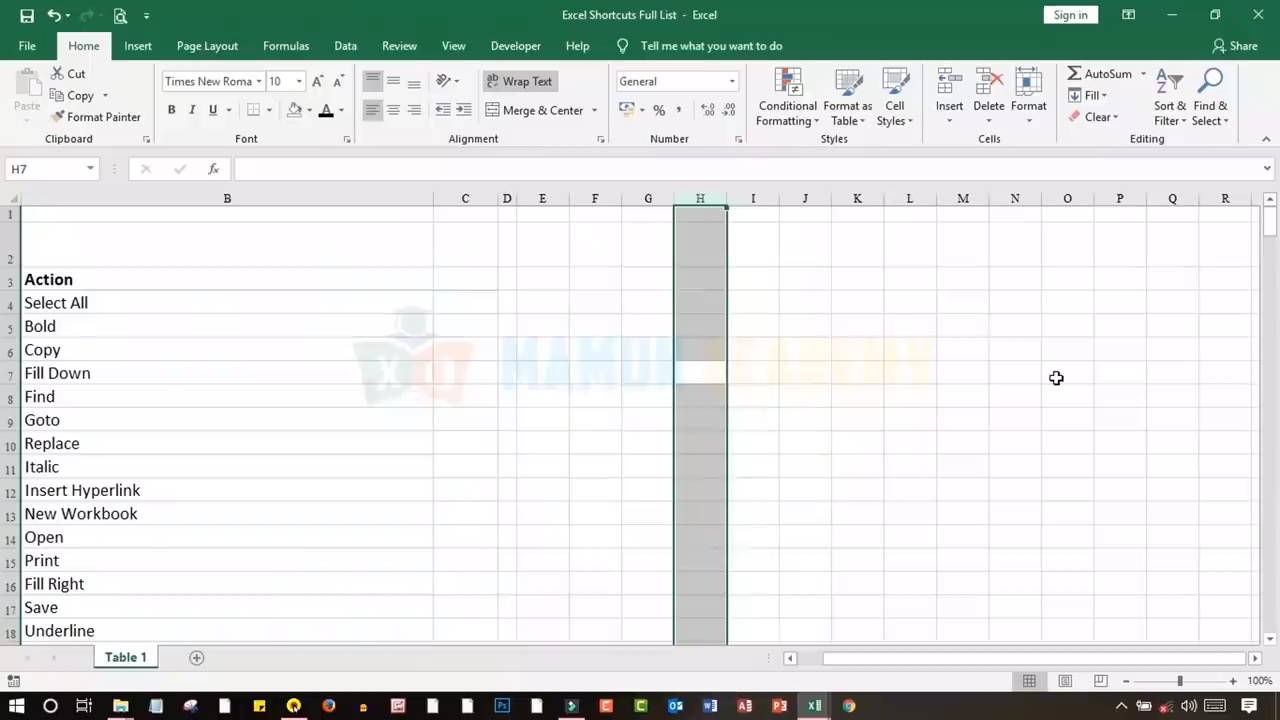 Excel Shortcuts Full List - Excel
Sign in
File Home Insert Page Layout Formulas Data Review View Developer Help Tell me what you want to do Share
Paste
Cut
Copy
Format Painter
Clipboard
Times New Roma 10
B I U
Font
Wrap Text
Merge & Center
Alignment
General
Number
Conditional Formatting
Format as Table
Cell Styles
Styles
Insert
Delete
Format
Cells
AutoSum
Fill
Clear
Sort & Filter
Find & Select
Editing
H7
fx
B C D E F G H I J K L M N O P Q R
1
2
3 Action
4 Select All
5 Bold
6 Copy
7 Fill Down
8 Find
9 Goto
10 Replace
11 Italic
12 Insert Hyperlink
13 New Workbook
14 Open
15 Print
16 Fill Right
17 Save
18 Underline
Table 1
100%